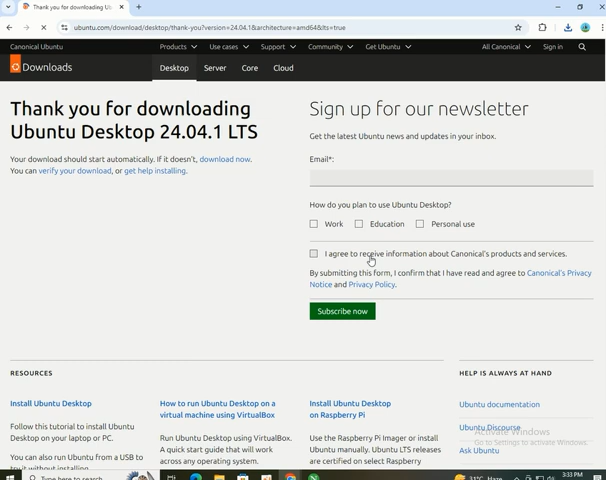 Thank you for downloading Ub
ubuntu.com/download/desktop/thank-you?version=24.04.1&architecture=amd64&lts=true
Canonical Ubuntu
Products
Use cases
Support
Community
Get Ubuntu
All Canonical
Sign in
Downloads
Desktop
Server
Core
Cloud
Thank you for downloading
Ubuntu Desktop 24.04.1 LTS
Your download should start automatically. If it doesn't, download now.
You can verify your download, or get help installing.
Sign up for our newsletter
Get the latest Ubuntu news and updates in your inbox.
Email*:
How do you plan to use Ubuntu Desktop?
Work
Education
Personal use
I agree to receive information about Canonical's products and services.
By submitting this form, I confirm that I have read and agree to Canonical's Privacy
Notice and Privacy Policy.
Subscribe now
RESOURCES
Install Ubuntu Desktop
Follow this tutorial to install Ubuntu
Desktop on your laptop or PC.
You can also run Ubuntu from a USB to
try it without installing
How to run Ubuntu Desktop on a
virtual machine using VirtualBox
Run Ubuntu Desktop using VirtualBox.
A quick start guide that will work
across any operating system.
Install Ubuntu Desktop
on Raspberry Pi
Use the Raspberry Pi Imager or install
Ubuntu manually. Ubuntu LTS releases
are certified on select Raspberry
HELP IS ALWAYS AT HAND
Ubuntu documentation
Ubuntu Discourse
Ask Ubuntu
Activate Windows
Go to Settings to activate Windows.
Type here to search
31°C Haze
3:33 PM